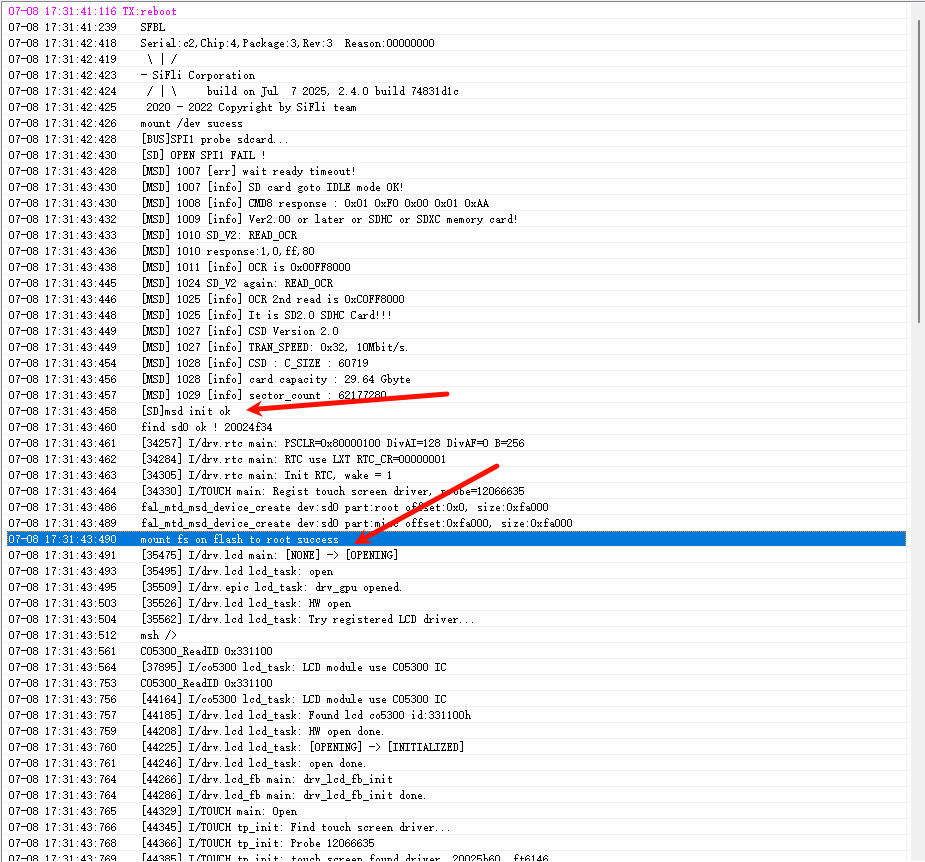 07-08 17:31:41:116 TX:reboot
07-08 17:31:41:239 SFBL
07-08 17:31:42:418 Serial:c2,Chip:4,Package:3,Rev:3 Reason:00000000
07-08 17:31:42:419 \ | /
07-08 17:31:42:423 - SiFli Corporation
07-08 17:31:42:424 / | \ build on Jul 7 2025, 2.4.0 build 74831d1c
07-08 17:31:42:425 2020 - 2022 Copyright by SiFli team
07-08 17:31:42:426 mount /dev sucess
07-08 17:31:42:428 [BUS]SPI1 probe sdcard...
07-08 17:31:42:430 [SD] OPEN SPI1 FAIL !
07-08 17:31:43:428 [MSD] 1007 [err] wait ready timeout!
07-08 17:31:43:430 [MSD] 1007 [info] SD card goto IDLE mode OK!
07-08 17:31:43:430 [MSD] 1008 [info] CMD8 response : 0x01 0xF0 0x00 0x01 0xAA
07-08 17:31:43:432 [MSD] 1009 [info] Ver2.00 or later or SDHC or SDXC memory card!
07-08 17:31:43:433 [MSD] 1010 SD_V2: READ_OCR
07-08 17:31:43:436 [MSD] 1010 response:1,0,ff,80
07-08 17:31:43:438 [MSD] 1011 [info] OCR is 0x00FF8000
07-08 17:31:43:445 [MSD] 1024 SD_V2 again: READ_OCR
07-08 17:31:43:446 [MSD] 1025 [info] OCR 2nd read is 0xC0FF8000
07-08 17:31:43:448 [MSD] 1025 [info] It is SD2.0 SDHC Card!!!
07-08 17:31:43:449 [MSD] 1027 [info] CSD Version 2.0
07-08 17:31:43:449 [MSD] 1027 [info] TRAN_SPEED: 0x32, 10Mbit/s.
07-08 17:31:43:454 [MSD] 1028 [info] CSD : C_SIZE : 60719
07-08 17:31:43:456 [MSD] 1028 [info] card capacity : 29.64 Gbyte
07-08 17:31:43:457 [MSD] 1029 [info] sector_count : 62177280
07-08 17:31:43:458 [SD]msd init ok
07-08 17:31:43:460 find sd0 ok ! 20024f34
07-08 17:31:43:461 [34257] I/drv.rtc main: PSCLR=0x80000100 DivAI=128 DivAF=0 B=256
07-08 17:31:43:462 [34284] I/drv.rtc main: RTC use LXT RTC_CR=00000001
07-08 17:31:43:463 [34305] I/drv.rtc main: Init RTC, wake = 1
07-08 17:31:43:464 [34330] I/TOUCH main: Regist touch screen driver, probe=12066635
07-08 17:31:43:486 fal_mtd_msd_device_create dev:sd0 part:root offset:0x0, size:0xfa000
07-08 17:31:43:489 fal_mtd_msd_device_create dev:sd0 part:misc offset:0xfa000, size:0xfa000
07-08 17:31:43:490 mount fs on flash to root success
07-08 17:31:43:491 [35475] I/drv.lcd main: [NONE] -> [OPENING]
07-08 17:31:43:493 [35495] I/drv.lcd lcd_task: open
07-08 17:31:43:495 [35509] I/drv.epic lcd_task: drv_gpu opened.
07-08 17:31:43:503 [35526] I/drv.lcd lcd_task: HW open
07-08 17:31:43:504 [35562] I/drv.lcd lcd_task: Try registered LCD driver...
07-08 17:31:43:512 msh />
07-08 17:31:43:561 CO5300_ReadID 0x331100
07-08 17:31:43:564 [37895] I/co5300 lcd_task: LCD module use CO5300 IC
07-08 17:31:43:753 CO5300_ReadID 0x331100
07-08 17:31:43:756 [44164] I/co5300 lcd_task: LCD module use CO5300 IC
07-08 17:31:43:757 [44185] I/drv.lcd lcd_task: Found lcd co5300 id:331100h
07-08 17:31:43:759 [44208] I/drv.lcd lcd_task: HW open done.
07-08 17:31:43:760 [44225] I/drv.lcd lcd_task: [OPENING] -> [INITIALIZED]
07-08 17:31:43:761 [44246] I/drv.lcd lcd_task: open done.
07-08 17:31:43:764 [44266] I/drv.lcd_fb main: drv_lcd_fb_init
07-08 17:31:43:764 [44286] I/drv.lcd_fb main: drv_lcd_fb_init done.
07-08 17:31:43:765 [44329] I/TOUCH main: Open
07-08 17:31:43:766 [44345] I/TOUCH tp_init: Find touch screen driver...
07-08 17:31:43:768 [44366] I/TOUCH tp_init: Probe 12066635
07-08 17:31:43:769 [44385] I/TOUCH tp_init: touch screen found driver 20025b60, ft6146